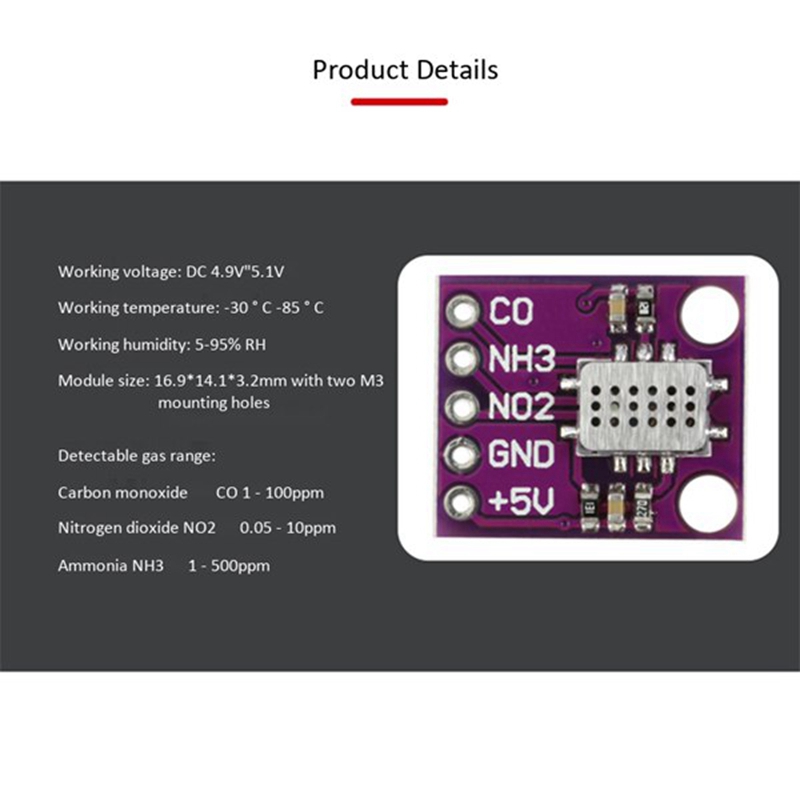 Product Details
Working voltage: DC 4.9V"5.1V
Working temperature: -30 ° C -85 ° C
Working humidity: 5-95% RH
Module size: 16.9*14.1*3.2mm with two M3
mounting holes
Detectable gas range:
Carbon monoxide CO 1 - 100ppm
Nitrogen dioxide NO2 0.05 - 10ppm
Ammonia NH3 1 - 500ppm
CO
NH3
NO2
GND
+5V
270